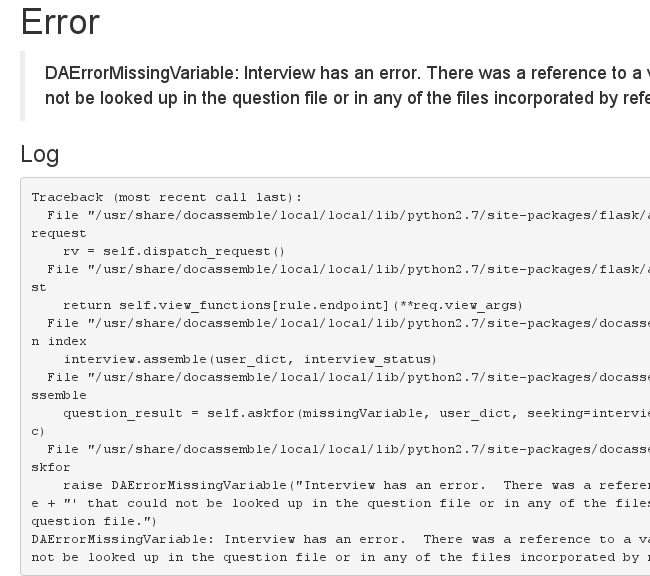 Error
DAErrorMissingVariable: Interview has an error. There was a reference to a
not be looked up in the question file or in any of the files incorporated by
Log
Traceback (most recent call last):
File "/usr/share/docassemble/local/local/lib/python2.7/site-packages/flask/
request
rv = self.dispatch_request()
File "/usr/share/docassemble/local/local/lib/python2.7/site-packages/flask/
st
return self.view_functions[rule.endpoint](**req.view_args)
File "/usr/share/docassemble/local/local/lib/python2.7/site-packages/docasse
n index
interview.assemble(user_dict, interview_status)
File "/usr/share/docassemble/local/local/lib/python2.7/site-packages/docasse
ssemble
question_result = self.askfor(missingVariable, user_dict, seeking=intervie
c)
File "/usr/share/docassemble/local/local/lib/python2.7/site-packages/docasse
skfor
raise DAErrorMissingVariable("Interview has an error.  There was a refere
e + "' that could not be looked up in the question file or in any of the files
question file.")
DAErrorMissingVariable: Interview has an error.  There was a reference to a va
not be looked up in the question file or in any of the files incorporated by